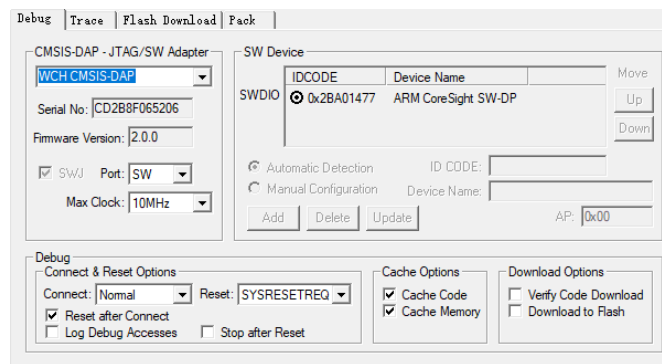 Debug | Trace | Flash Download | Pack |
CMSIS-DAP - JTAG/SW Adapter
WCH CMSIS-DAP
Serial No: CD2B8F065206
Firmware Version: 2.0.0
SWJ Port: SW
Max Clock: 10MHz
SW Device
IDCODE Device Name Move
SWDIO 0x2BA01477 ARM CoreSight SW-DP Up
Down
Automatic Detection ID CODE:
Manual Configuration Device Name:
Add Delete Update AP: 0x00
Debug
Connect & Reset Options
Connect: Normal Reset: SYSRESETREQ
Reset after Connect
Log Debug Accesses Stop after Reset
Cache Options
Cache Code
Cache Memory
Download Options
Verify Code Download
Download to Flash